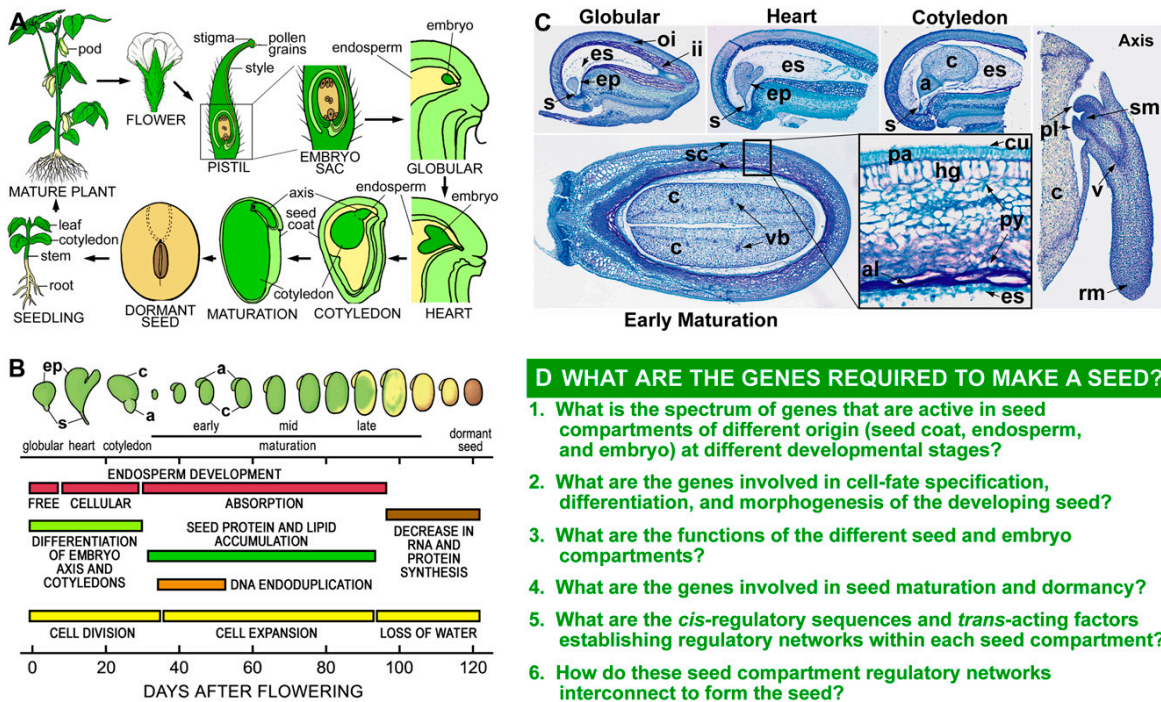 A
pod
FLOWER
stigma
style
pollen
grains
PISTIL
EMBRYO
SAC
endosperm
embryo
GLOBULAR
MATURE PLANT
leaf
cotyledon
stem
root
SEEDLING
DORMANT
SEED
axis
seed
coat
cotyledon
MATURATION
endosperm
COTYLEDON
embryo
HEART
B
ep
s
c
a
a
c
early
mid
late
globular
heart
cotyledon
maturation
dormant
seed
ENDOSPERM DEVELOPMENT
FREE
CELLULAR
ABSORPTION
DIFFERENTIATION
OF EMBRYO
AXIS AND
COTYLEDONS
SEED PROTEIN AND LIPID
ACCUMULATION
DECREASE IN
RNA AND
PROTEIN
SYNTHESIS
DNA ENDODUPLICATION
CELL DIVISION
CELL EXPANSION
LOSS OF WATER
0 20 40 60 80 100 120
DAYS AFTER FLOWERING
C
Globular
oi
ii
es
ep
s
Heart
es
ep
s
Cotyledon
c
a
es
s
Axis
pl
sm
c
v
rm
sc
c
c
vb
Early Maturation
cu
pa
hg
py
al
es
D WHAT ARE THE GENES REQUIRED TO MAKE A SEED?
1. What is the spectrum of genes that are active in seed
compartments of different origin (seed coat, endosperm,
and embryo) at different developmental stages?
2. What are the genes involved in cell-fate specification,
differentiation, and morphogenesis of the developing seed?
3. What are the functions of the different seed and embryo
compartments?
4. What are the genes involved in seed maturation and dormancy?
5. What are the cis-regulatory sequences and trans-acting factors
establishing regulatory networks within each seed compartment?
6. How do these seed compartment regulatory networks
interconnect to form the seed?